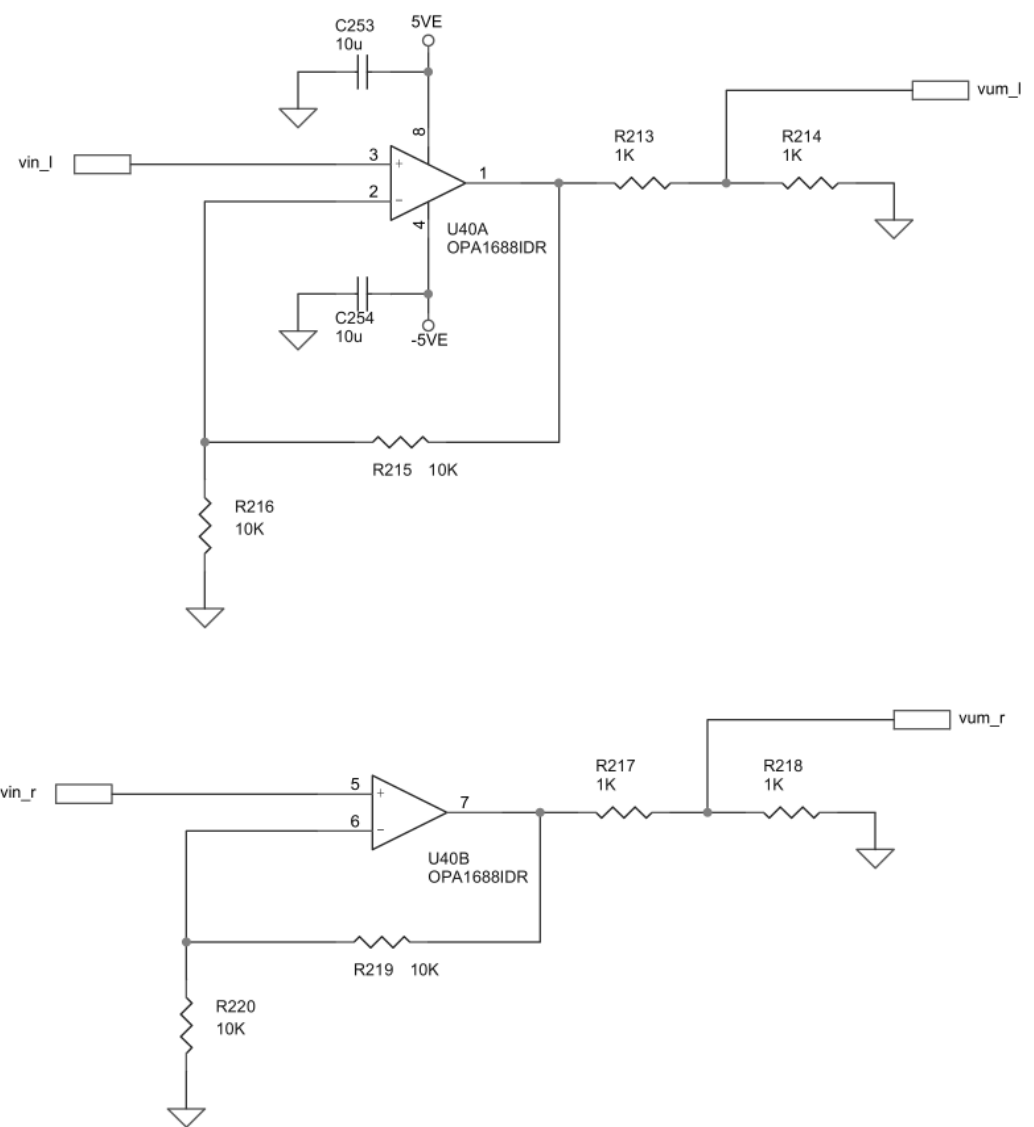 C253
10u
5VE
vum_l
R213
1K
R214
1K
8
vin_l
3
+
1
2
−
4
U40A
OPA1688IDR
C254
10u
-5VE
R215 10K
R216
10K
vum_r
R217
1K
R218
1K
vin_r
5
+
7
6
−
U40B
OPA1688IDR
R219 10K
R220
10K